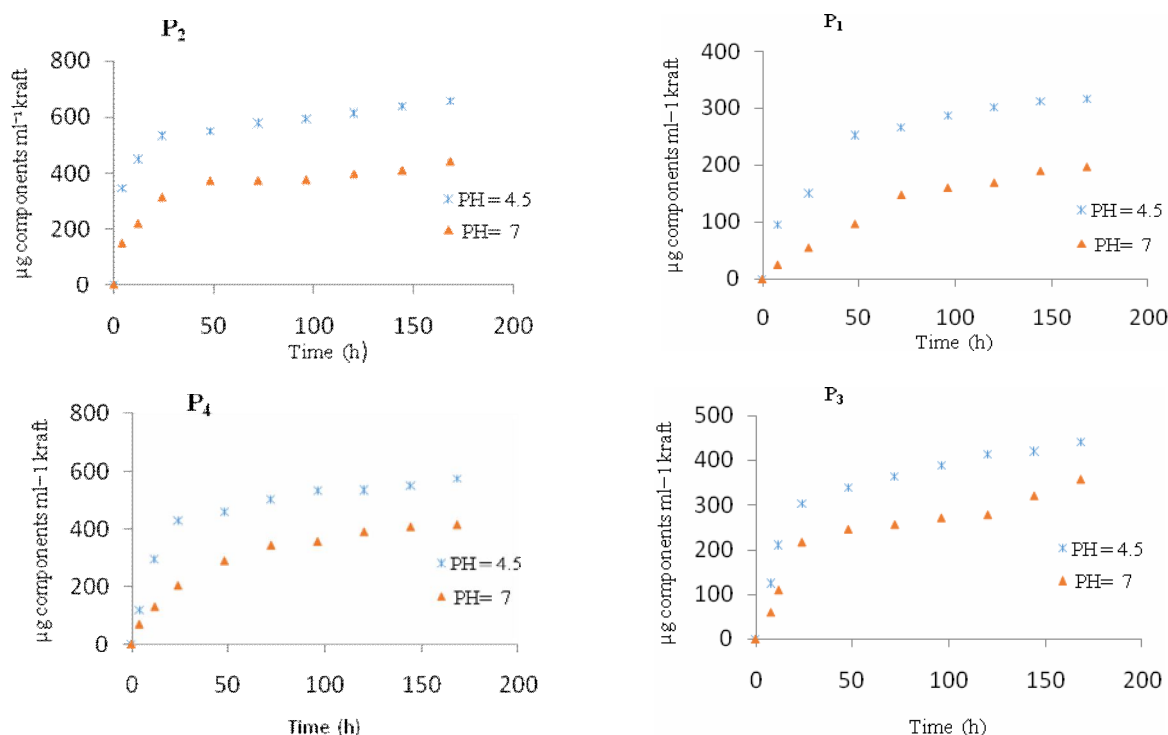 P2
800
600
400
200
0
0 50 100 150 200
µg components ml⁻¹ kraft
Time (h)
PH = 4.5
PH= 7
P1
400
300
200
100
0
0 50 100 150 200
µg components ml−1 kraft
Time (h)
PH = 4.5
PH= 7
P4
800
600
400
200
0
0 50 100 150 200
µg components ml−1 kraft
Time (h)
PH = 4.5
PH= 7
P3
500
400
300
200
100
0
0 50 100 150 200
µg components ml−1 kraft
Time (h)
PH = 4.5
PH= 7